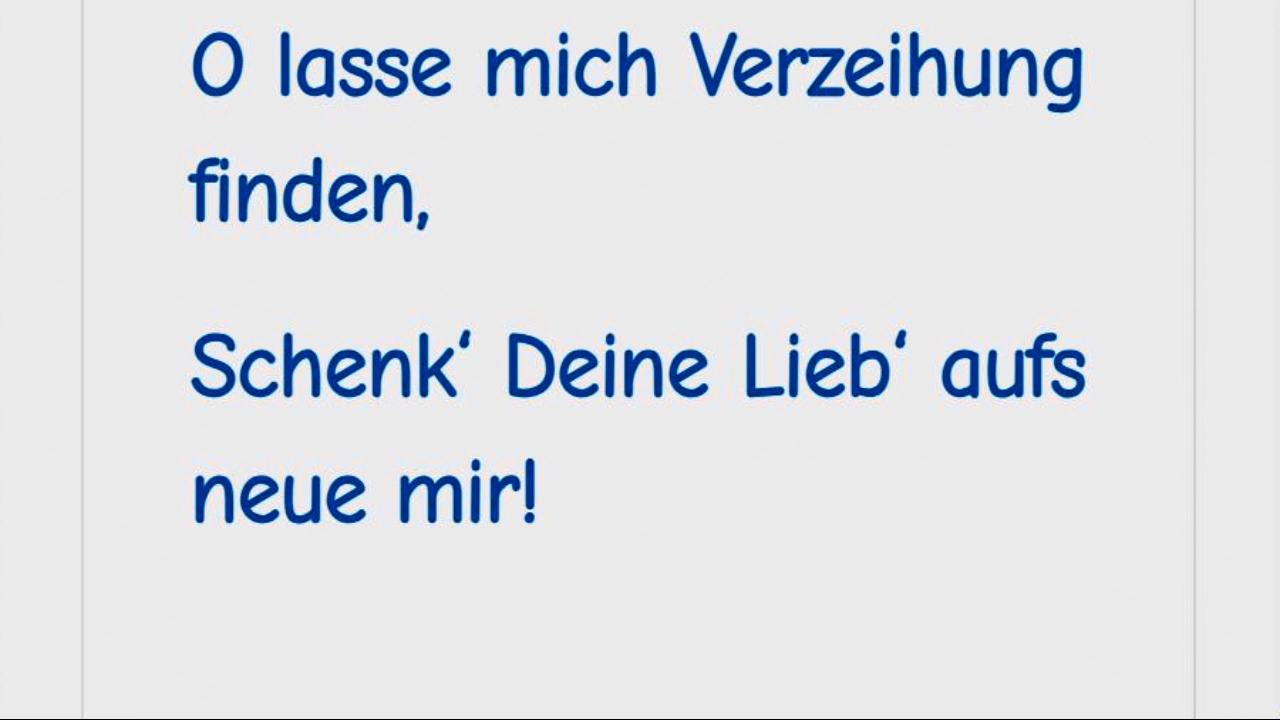 O lasse mich Verzeihung
finden,
Schenk‘ Deine Lieb‘ aufs
neue mir!